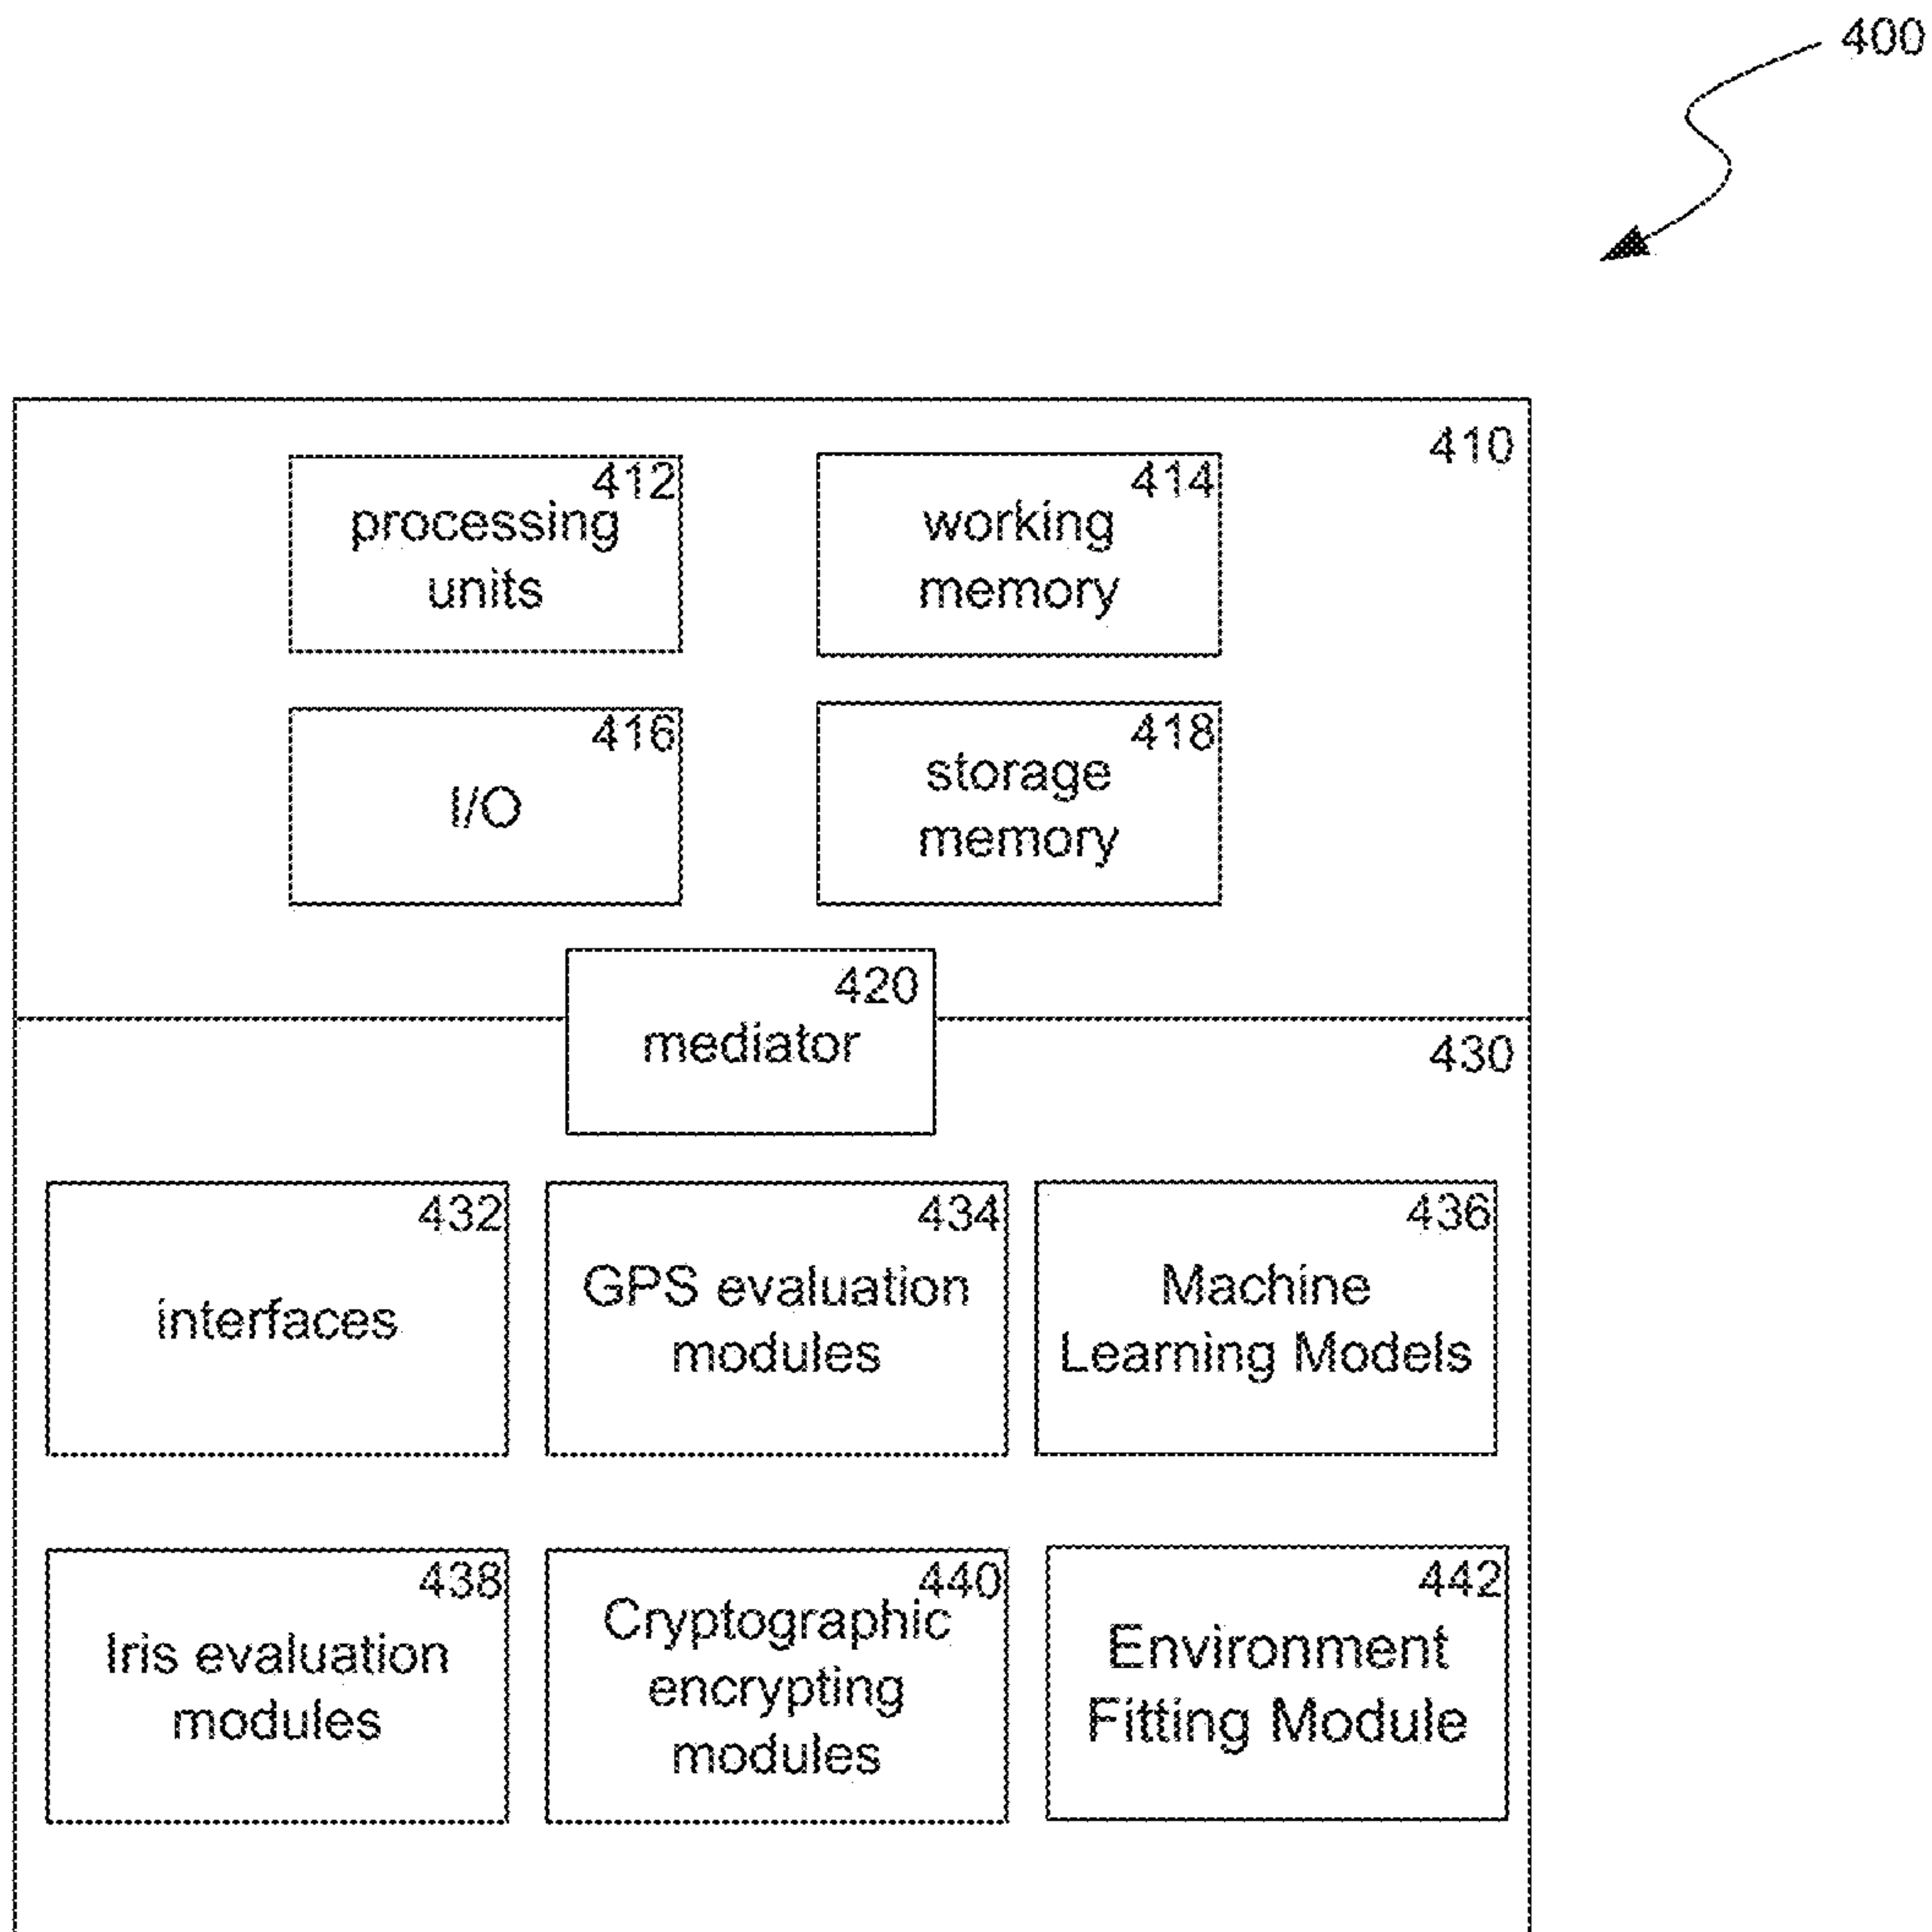 400
410
412
processing
units
414
working
memory
416
I/O
418
storage
memory
420
mediator
430
432
interfaces
434
GPS evaluation
modules
436
Machine
Learning Models
438
Iris evaluation
modules
440
Cryptographic
encrypting
modules
442
Environment
Fitting Module